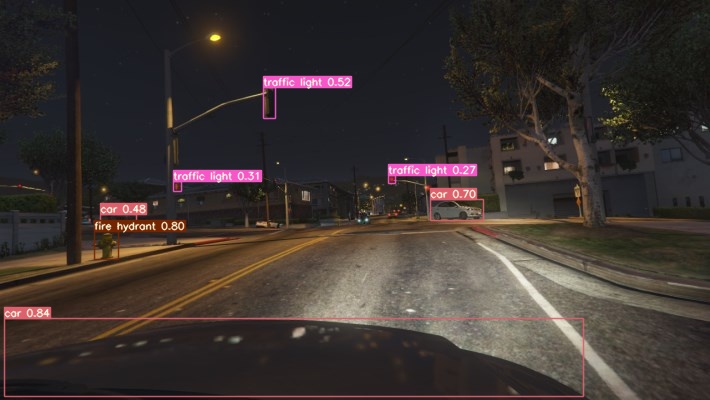 traffic light 0.52
traffic light 0.31
traffic light 0.27
car 0.70
car 0.48
fire hydrant 0.80
car 0.84